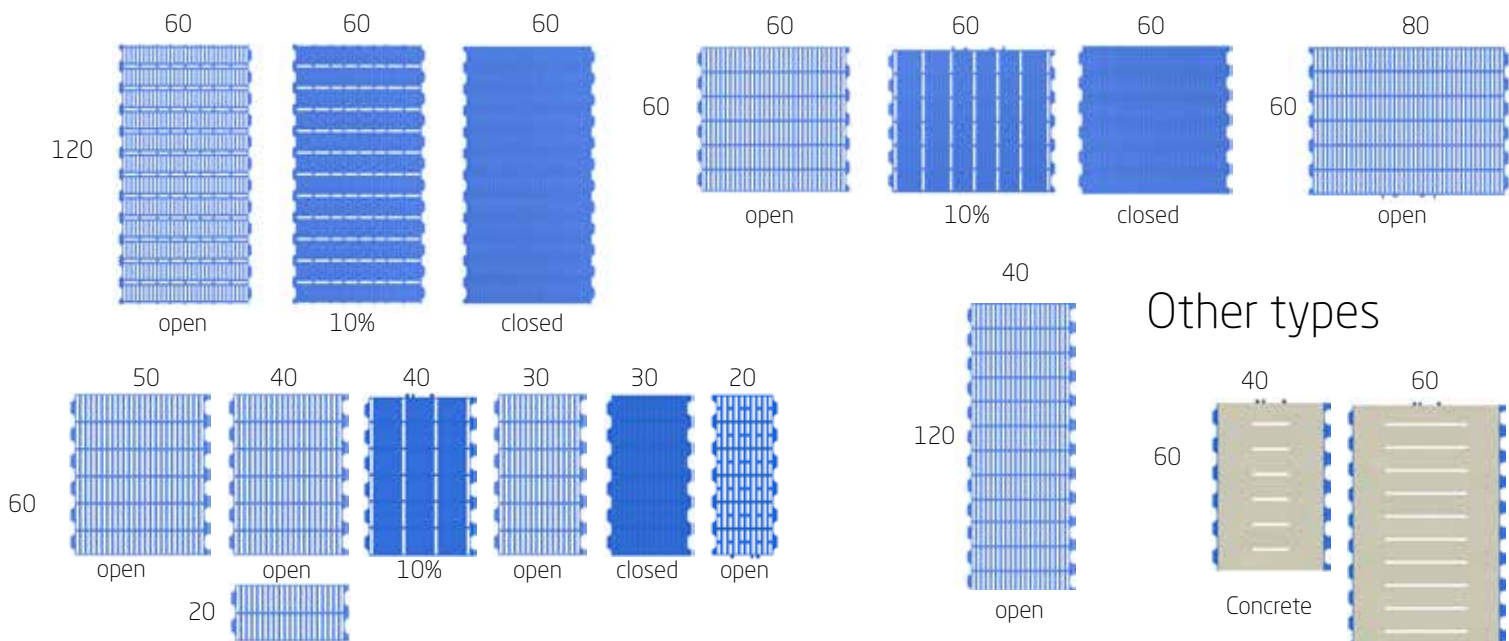 60 60 60
120
open 10% closed
60 60 60 80
60 60
open 10% closed open
40
120
open
Other types
40 60
60
Concrete
50 40 40 30 30 20
60
open open 10% open closed open
20